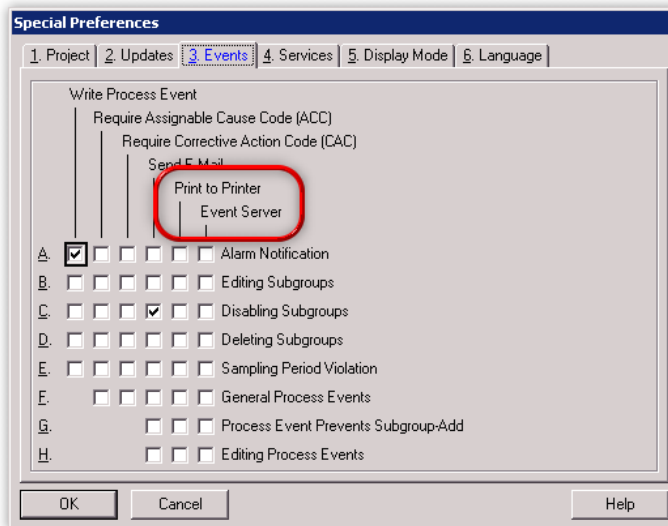 Special Preferences
1. Project 2. Updates 3. Events 4. Services 5. Display Mode 6. Language
Write Process Event
Require Assignable Cause Code (ACC)
Require Corrective Action Code (CAC)
Send E-Mail
Print to Printer
Event Server
A. Alarm Notification
B. Editing Subgroups
C. Disabling Subgroups
D. Deleting Subgroups
E. Sampling Period Violation
F. General Process Events
G. Process Event Prevents Subgroup-Add
H. Editing Process Events
OK Cancel Help